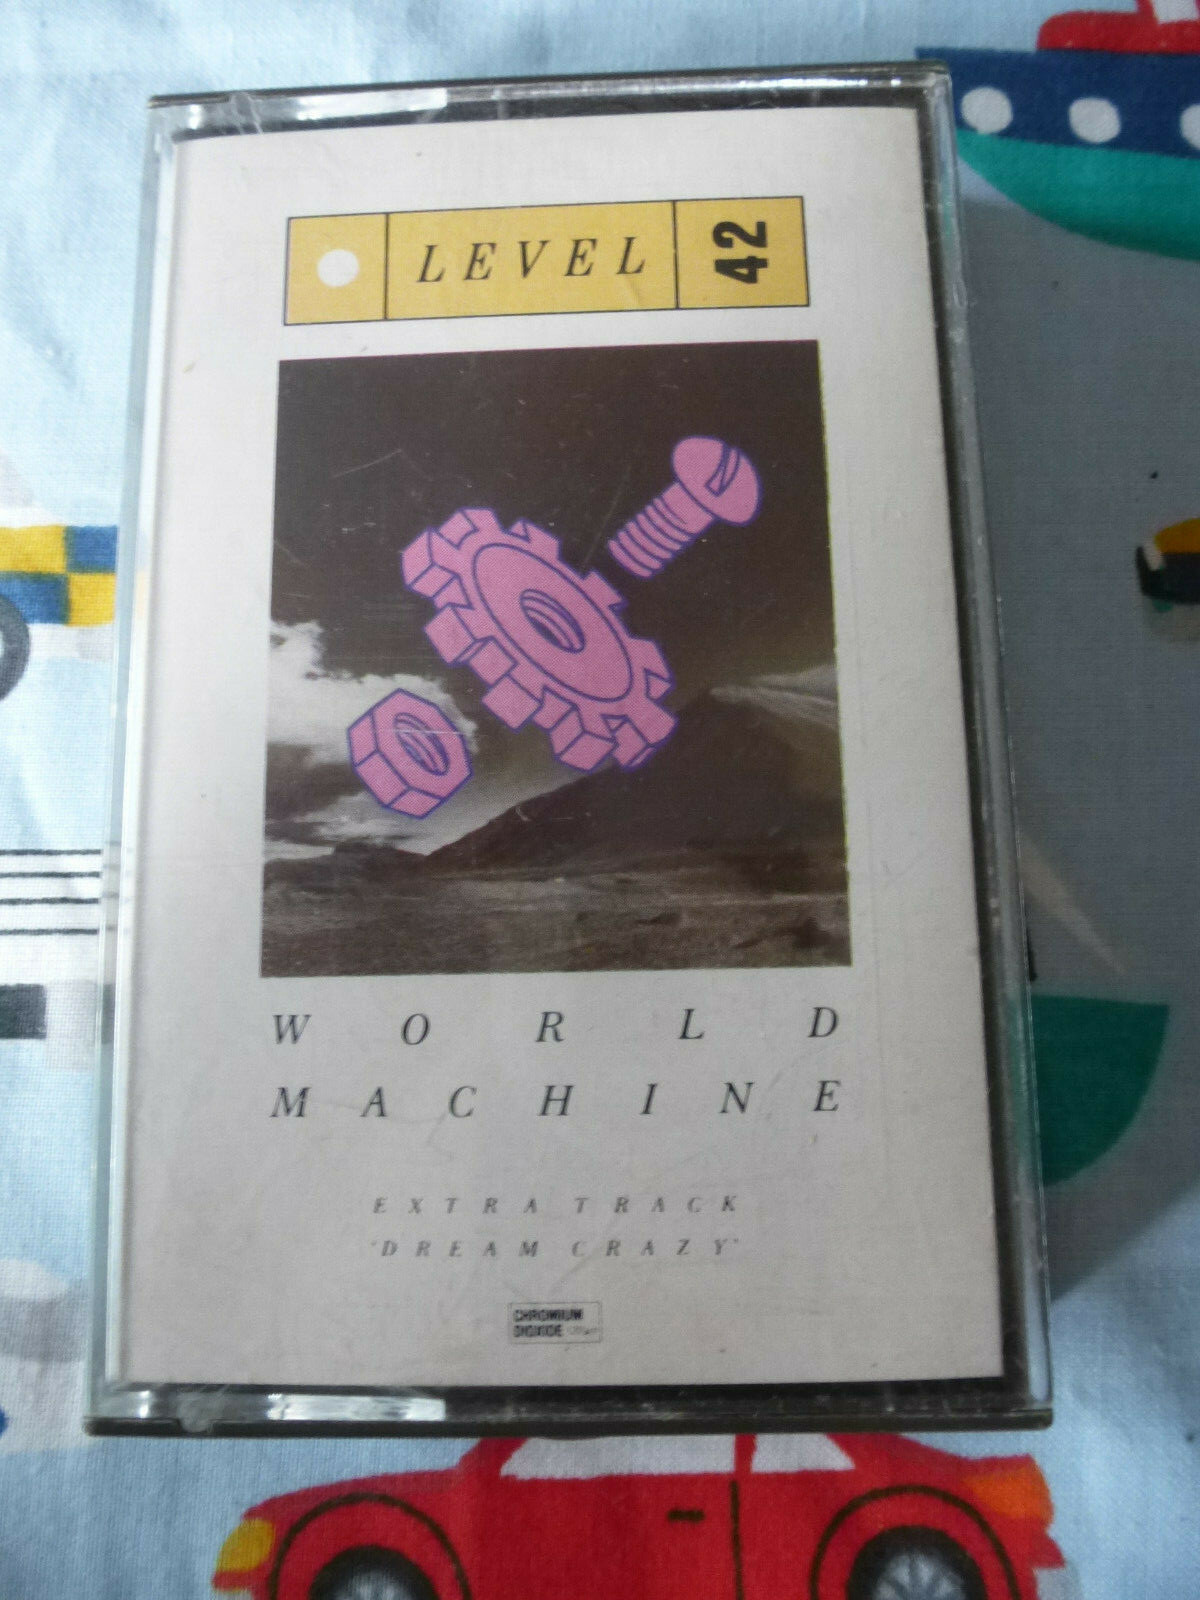 LEVEL 42
WORLD
MACHINE
EXTRA TRACK
'DREAM CRAZY'
CHROMIUM
DIOXIDE